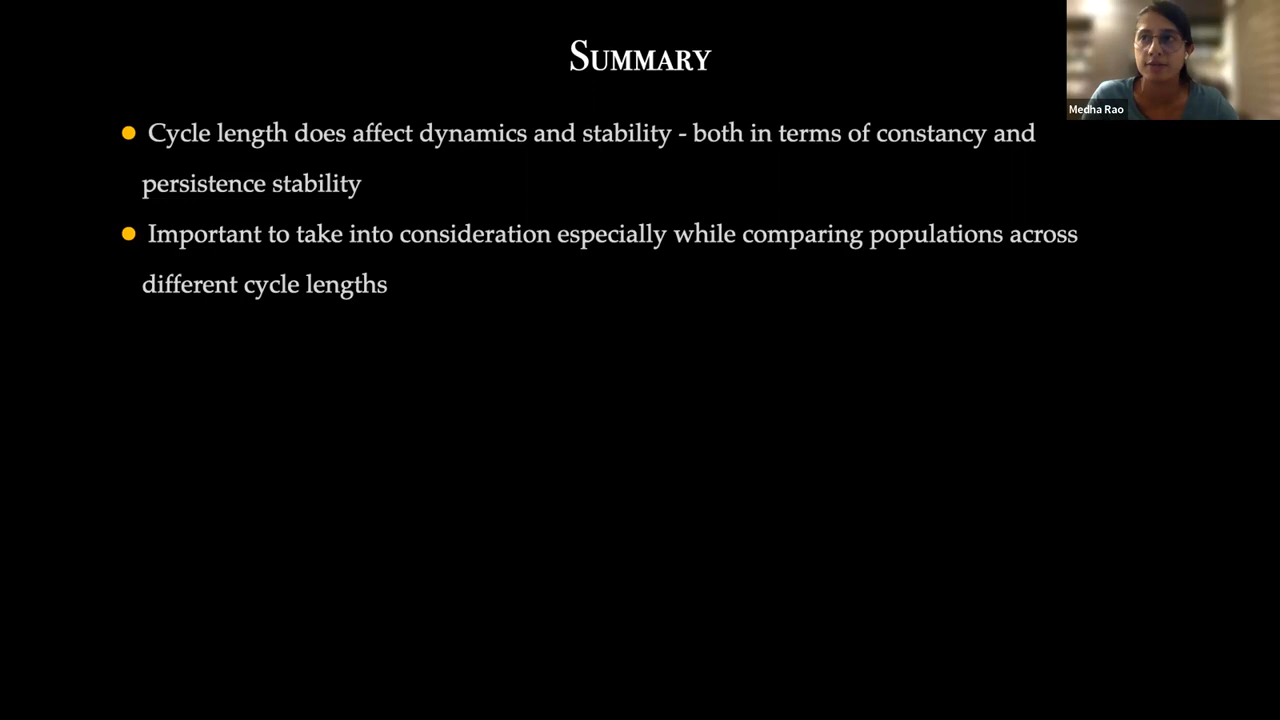 Summary
Medha Rao
● Cycle length does affect dynamics and stability - both in terms of constancy and
persistence stability
● Important to take into consideration especially while comparing populations across
different cycle lengths